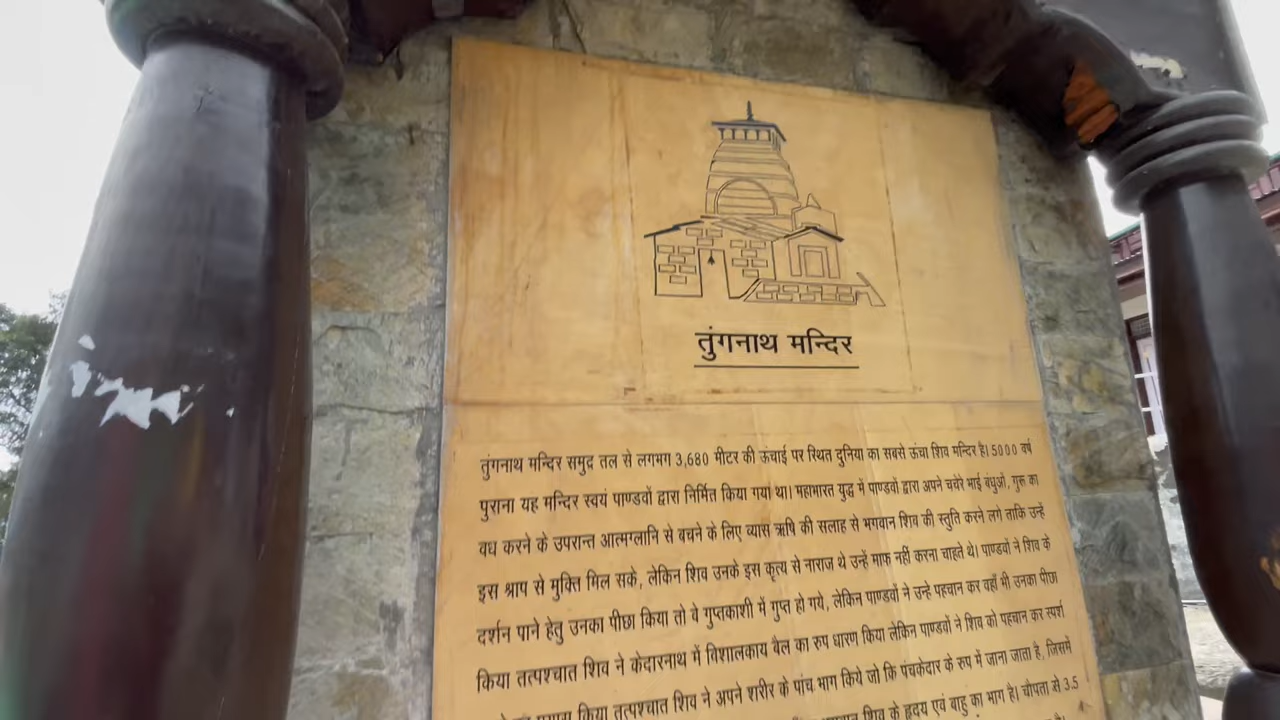 तुंगनाथ मन्दिर
तुंगनाथ मन्दिर समुद्र तल से लगभग 3,680 मीटर की ऊंचाई पर स्थित दुनिया का सबसे ऊंचा शिव मन्दिर है। 5000 वर्ष
पुराना यह मन्दिर स्वयं पाण्डवों द्वारा निर्मित किया गया था। महाभारत युद्ध में पाण्डवों द्वारा अपने चचेरे भाई बंधुओं, गुरू का
वध करने के उपरान्त आत्मग्लानि से बचने के लिए व्यास ऋषि की सलाह से भगवान शिव की स्तुति करने लगे ताकि उन्हें
इस श्राप से मुक्ति मिल सके, लेकिन शिव उनके इस कृत्य से नाराज थे उन्हें माफ नहीं करना चाहते थे। पाण्डवों ने शिव के
दर्शन पाने हेतु उनका पीछा किया तो वे गुप्तकाशी में गुप्त हो गये, लेकिन पाण्डवों ने उन्हे पहचान कर वहाँ भी उनका पीछा
किया तत्पश्चात शिव ने केदारनाथ में विशालकाय बैल का रुप धारण किया लेकिन पाण्डवों ने शिव को पहचान कर स्पर्श
किया तत्पश्चात शिव ने अपने शरीर के पांच भाग किये जो कि पंचकेदार के रुप में जाना जाता है, जिसमें
शिव के हृदय एवं बाहु का भाग है। चौपता से 3.5